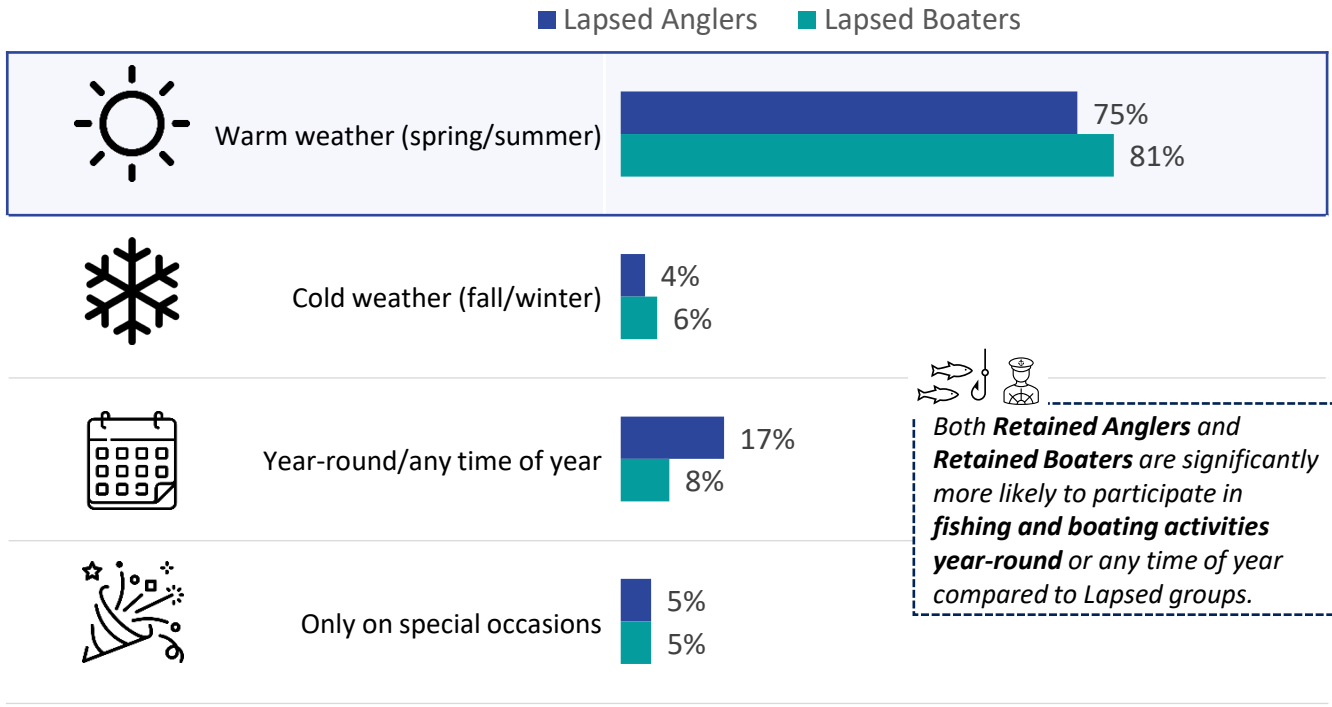 Lapsed Anglers Lapsed Boaters
Warm weather (spring/summer)
75%
81%
Cold weather (fall/winter)
4%
6%
Year-round/any time of year
17%
8%
Only on special occasions
5%
5%
Both Retained Anglers and
Retained Boaters are significantly
more likely to participate in
fishing and boating activities
year-round or any time of year
compared to Lapsed groups.